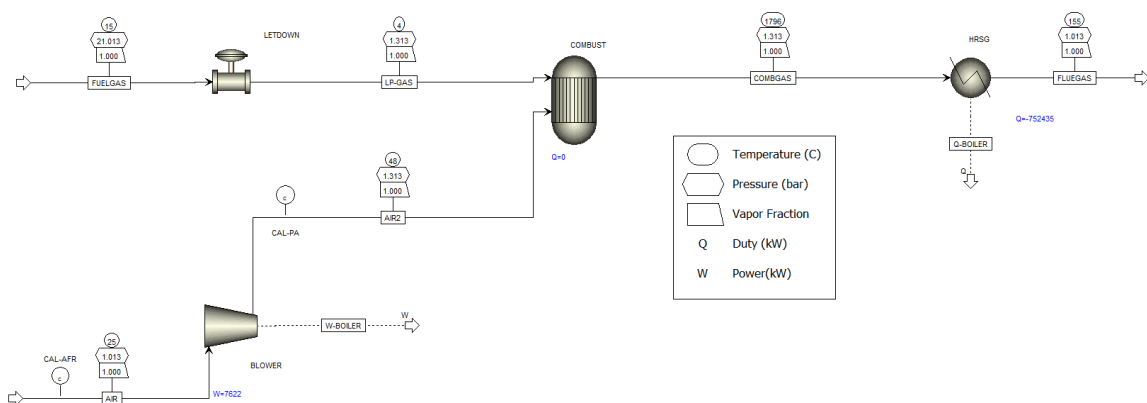 15
21.013
1.000
FUELGAS
LETDOWN
4
1.313
1.000
LP-GAS
COMBUST
Q=0
1796
1.313
1.000
COMBGAS
HRSG
155
1.013
1.000
FLUEGAS
Q=-752435
Q-BOILER
Q
Temperature (C)
Pressure (bar)
Vapor Fraction
Q Duty (kW)
W Power(kW)
48
1.313
1.000
AIR2
C
CAL-PA
W-BOILER
W
BLOWER
W=7622
CAL-AFR
C
25
1.013
1.000
AIR